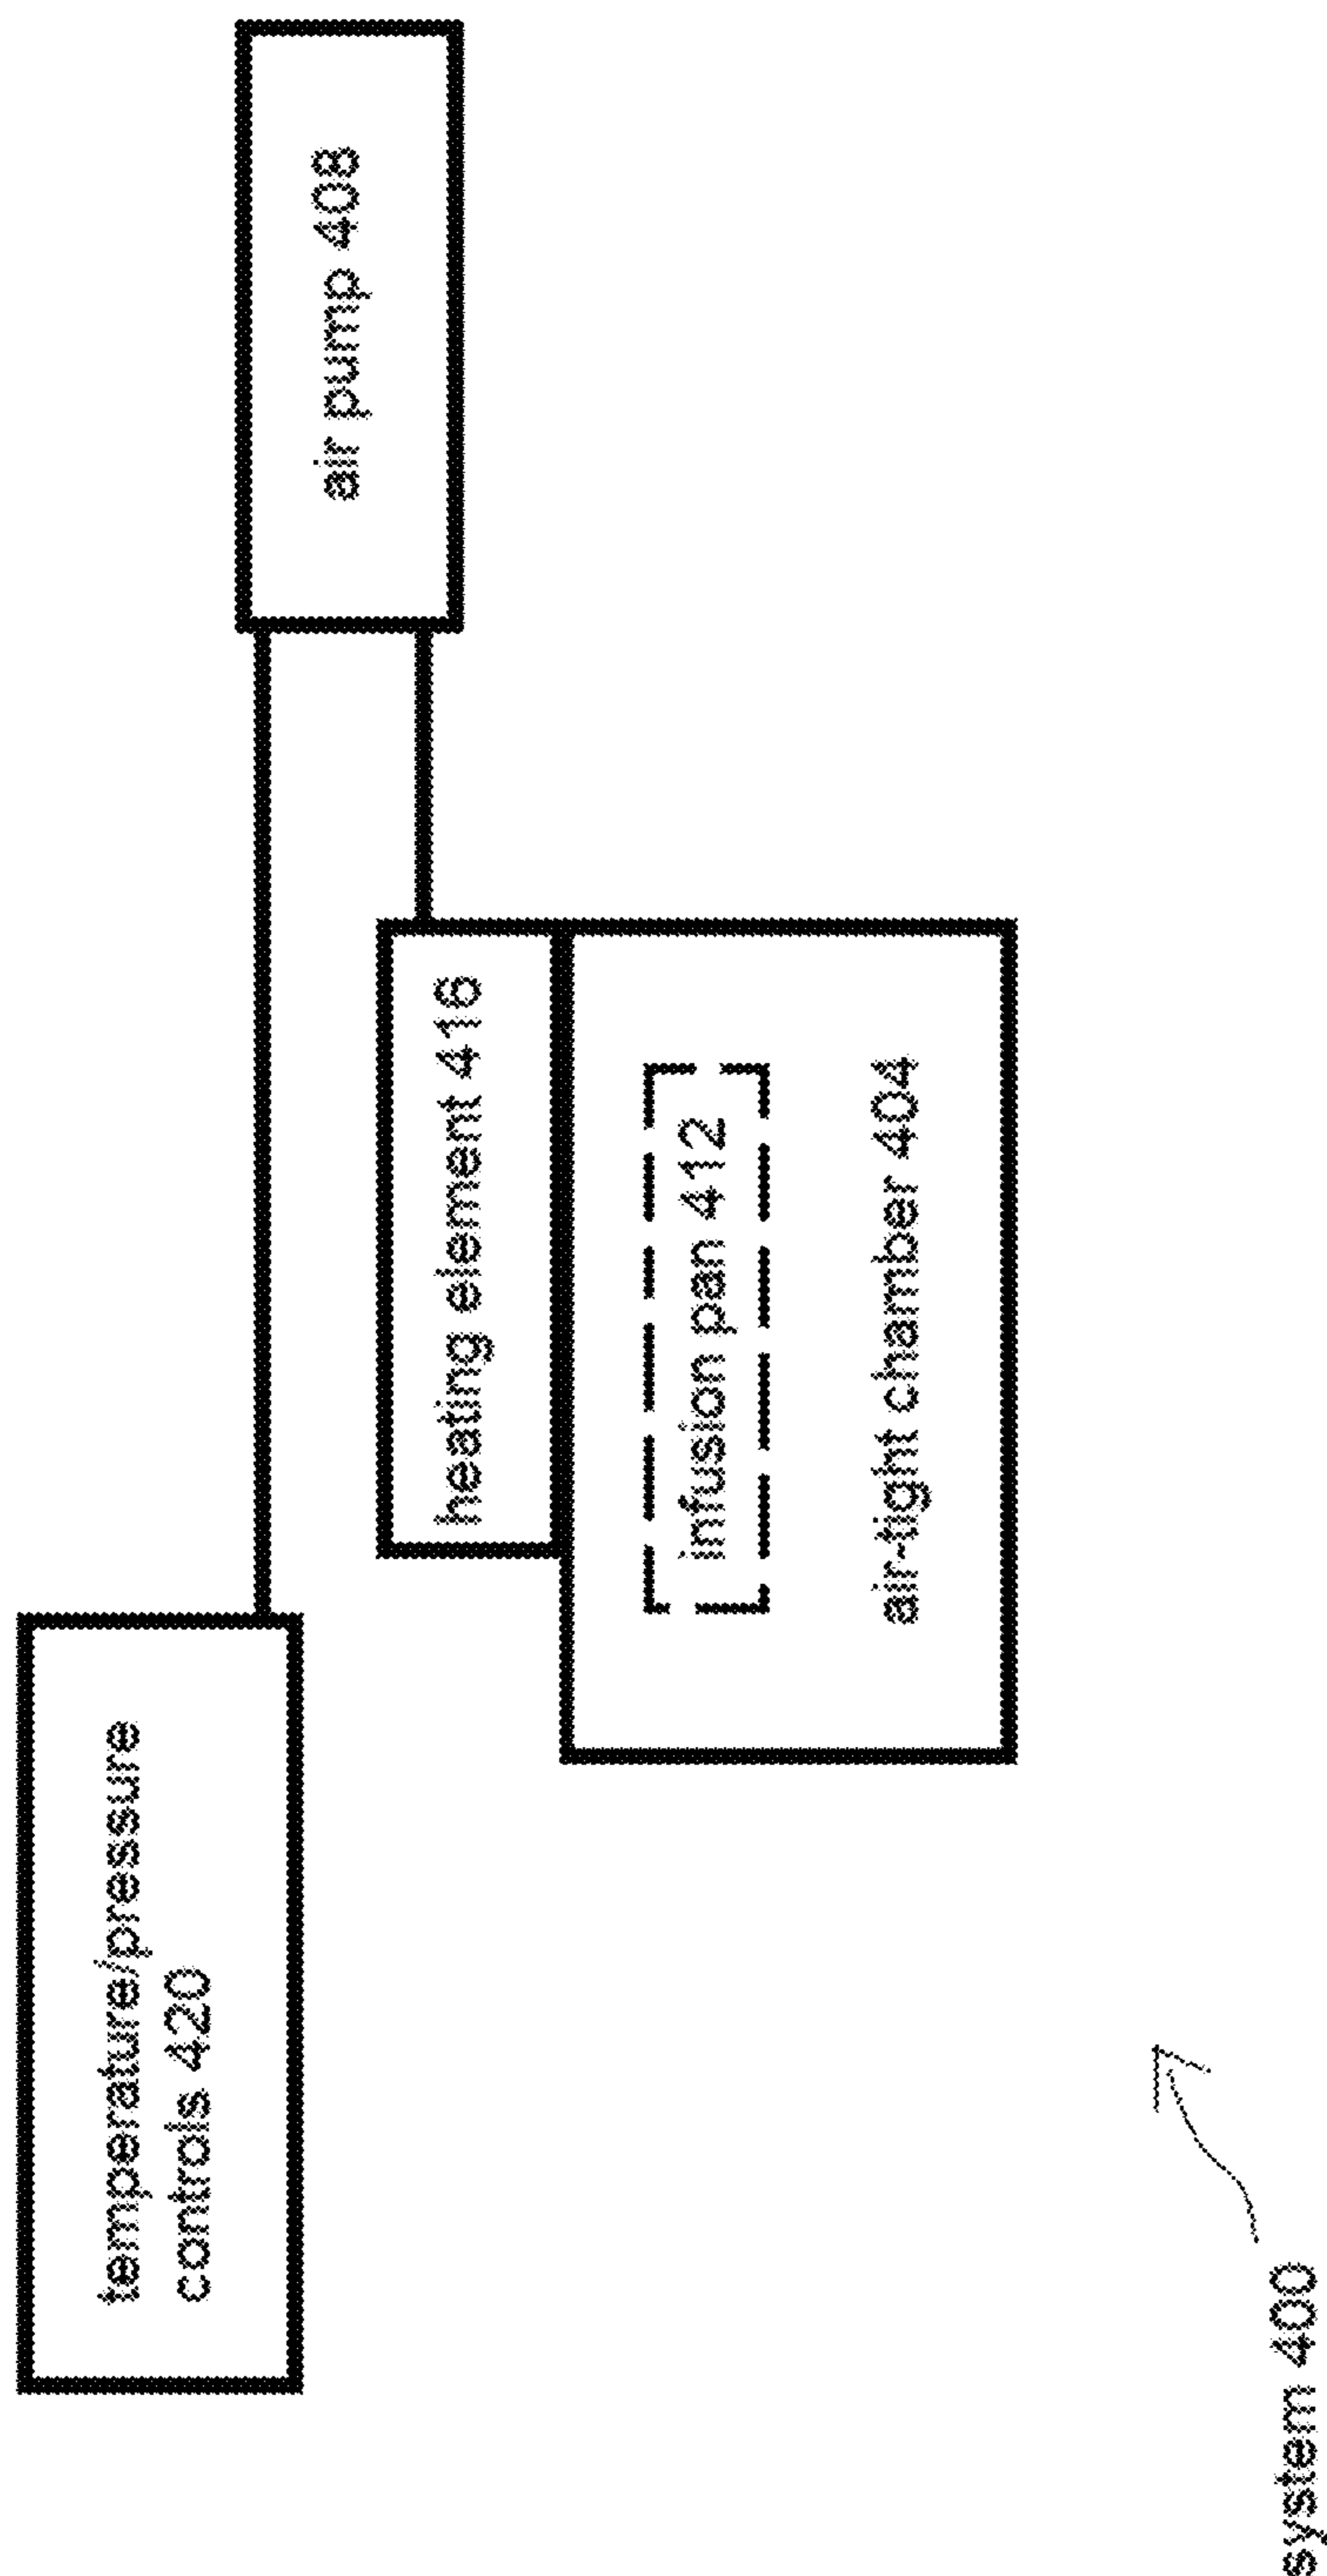 temperature/pressure
controls 420
air pump 408
heating element 416
infusion pan 412
air-tight chamber 404
system 400